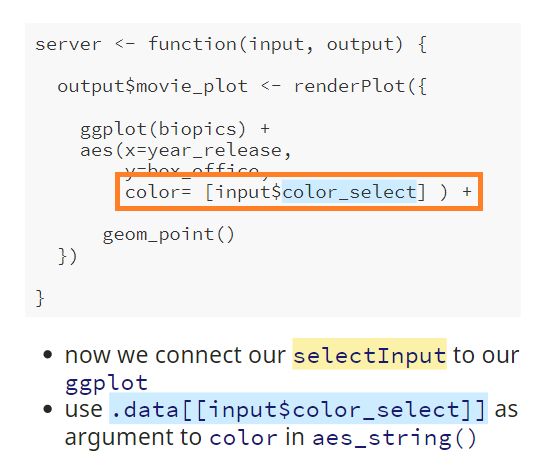 server <- function(input, output) {
output$movie_plot <- renderPlot({
ggplot(biopics) +
aes(x=year_release,
y=box_office,
color= [input$color_select] ) +
geom_point()
})
}
• now we connect our selectInput to our
ggplot
• use .data[[input$color_select]] as
argument to color in aes_string()